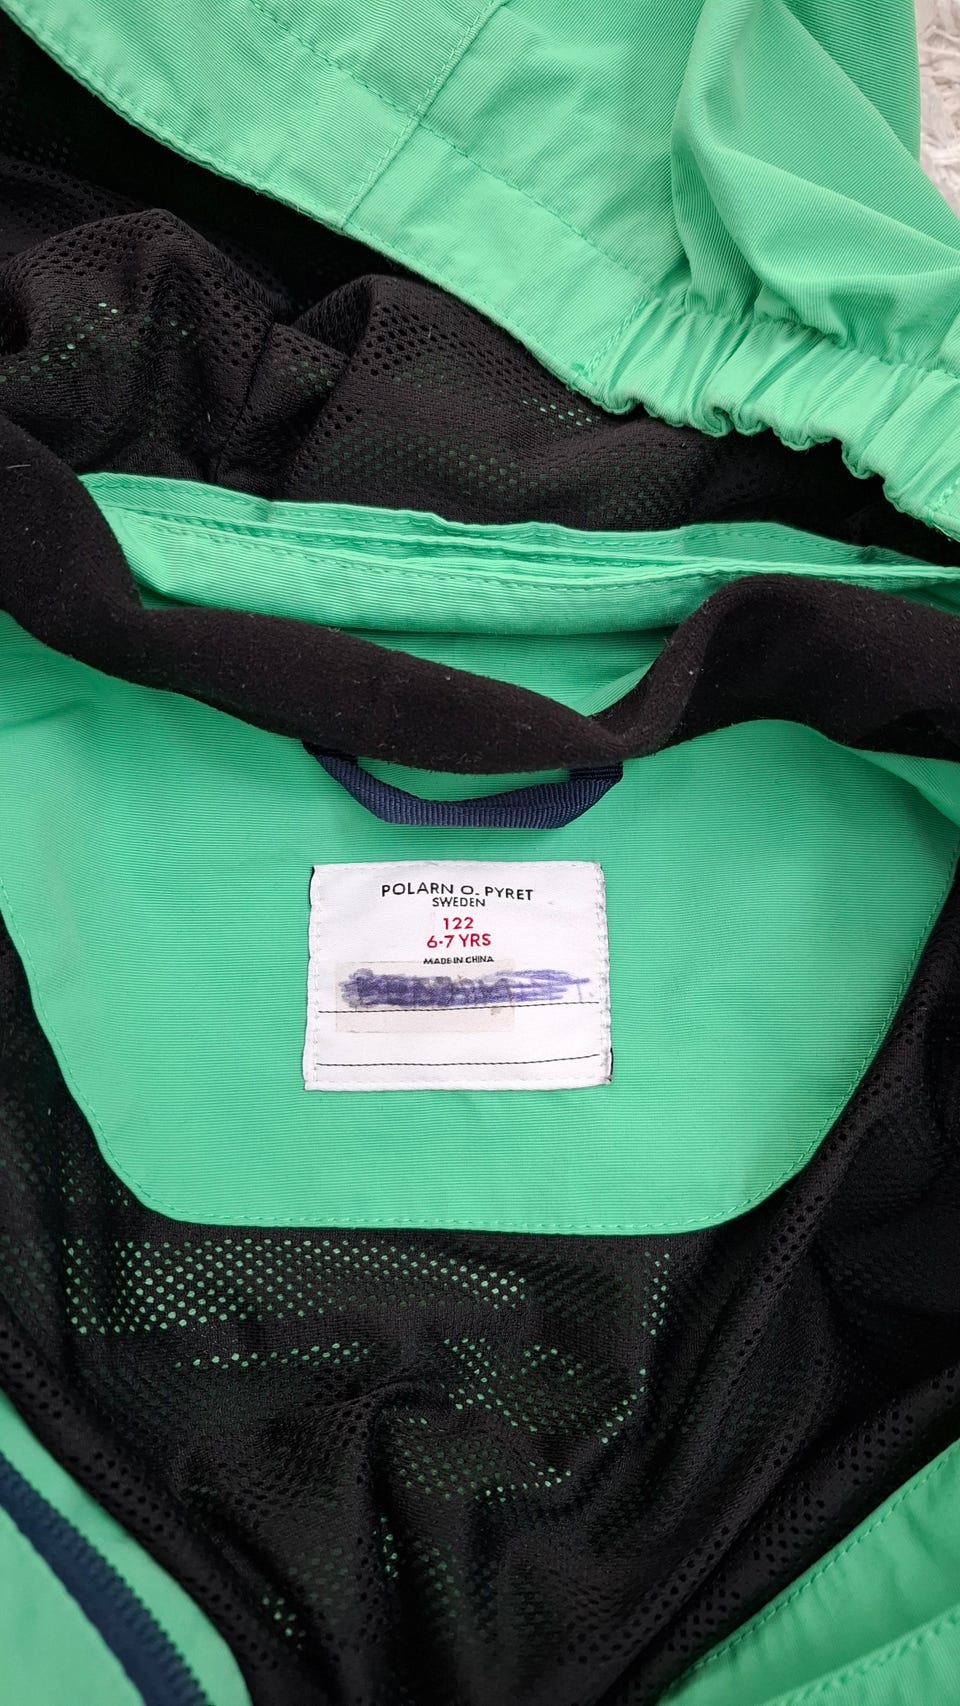 POLARN O. PYRET
SWEDEN
122
6-7 YRS
MADE IN CHINA